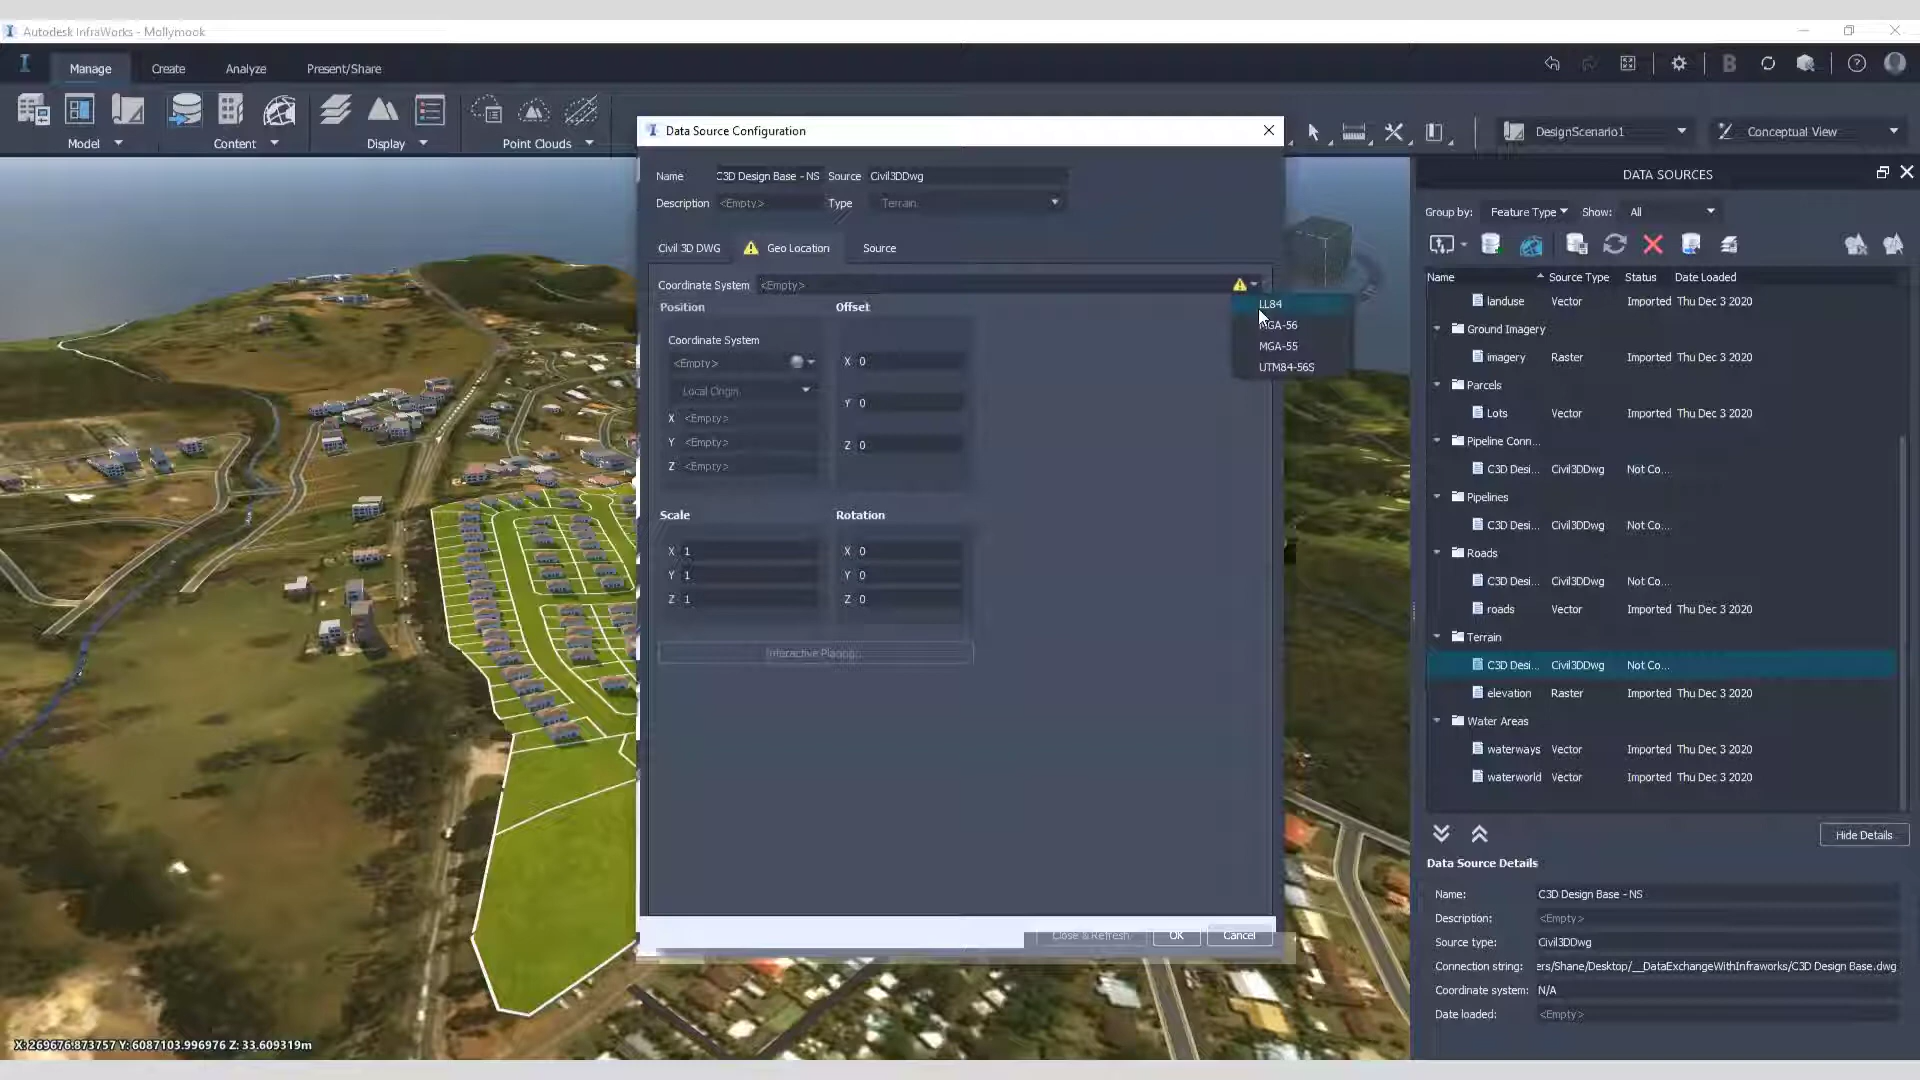 Autodesk InfraWorks - Mollymook
Manage
Create
Analyze
Present/Share
Model
Content
Display
Point Clouds
DesignScenario1
Conceptual View
Data Source Configuration
Name C3D Design Base - NS Source Civil3DDwg
Description <Empty> Type Terrain
Civil 3D DWG
Geo Location
Source
Coordinate System <Empty>
LL84
MGA-56
MGA-55
UTM84-56S
Position
Offset
Coordinate System
<Empty>
Local Origin
X <Empty>
Y <Empty>
Z <Empty>
X 0
Y 0
Z 0
Scale
Rotation
X 1
Y 1
Z 1
X 0
Y 0
Z 0
Close & Refresh
OK
Cancel
DATA SOURCES
Group by: Feature Type Show: All
Name Source Type Status Date Loaded
landuse Vector Imported Thu Dec 3 2020
Ground Imagery
imagery Raster Imported Thu Dec 3 2020
Parcels
Lots Vector Imported Thu Dec 3 2020
Pipeline Conn...
C3D Desi... Civil3DDwg Not Co...
Pipelines
C3D Desi... Civil3DDwg Not Co...
Roads
C3D Desi... Civil3DDwg Not Co...
roads Vector Imported Thu Dec 3 2020
Terrain
C3D Desi... Civil3DDwg Not Co...
elevation Raster Imported Thu Dec 3 2020
Water Areas
waterways Vector Imported Thu Dec 3 2020
waterworld Vector Imported Thu Dec 3 2020
Hide Details
Data Source Details
Name: C3D Design Base - NS
Description: <Empty>
Source type: Civil3DDwg
Connection string: ers/Shane/Desktop/__DataExchangeWithInfraworks/C3D Design Base.dwg
Coordinate system: N/A
Date loaded: <Empty>
X: 269676.873757 Y: 6087103.996976 Z: 33.609319m